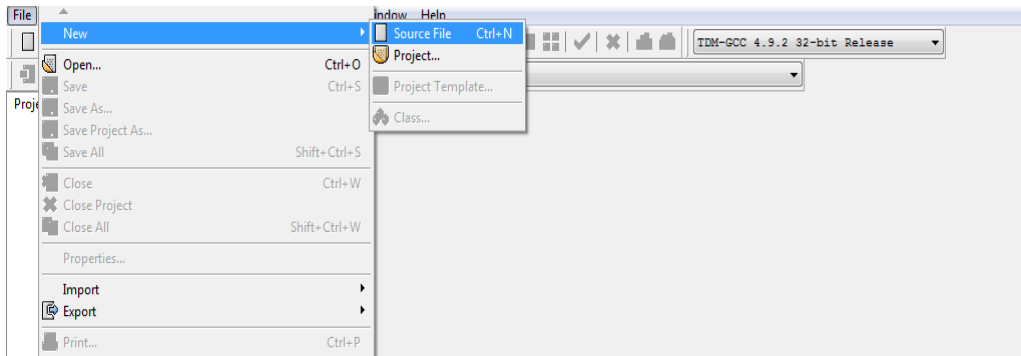 File indow Help
New Source File Ctrl+N
TDM-GCC 4.9.2 32-bit Release
Open... Ctrl+O
Project...
Save Ctrl+S
Project Template...
Proje
Save As...
Class...
Save Project As...
Save All Shift+Ctrl+S
Close Ctrl+W
Close Project
Close All Shift+Ctrl+W
Properties...
Import
Export
Print... Ctrl+P